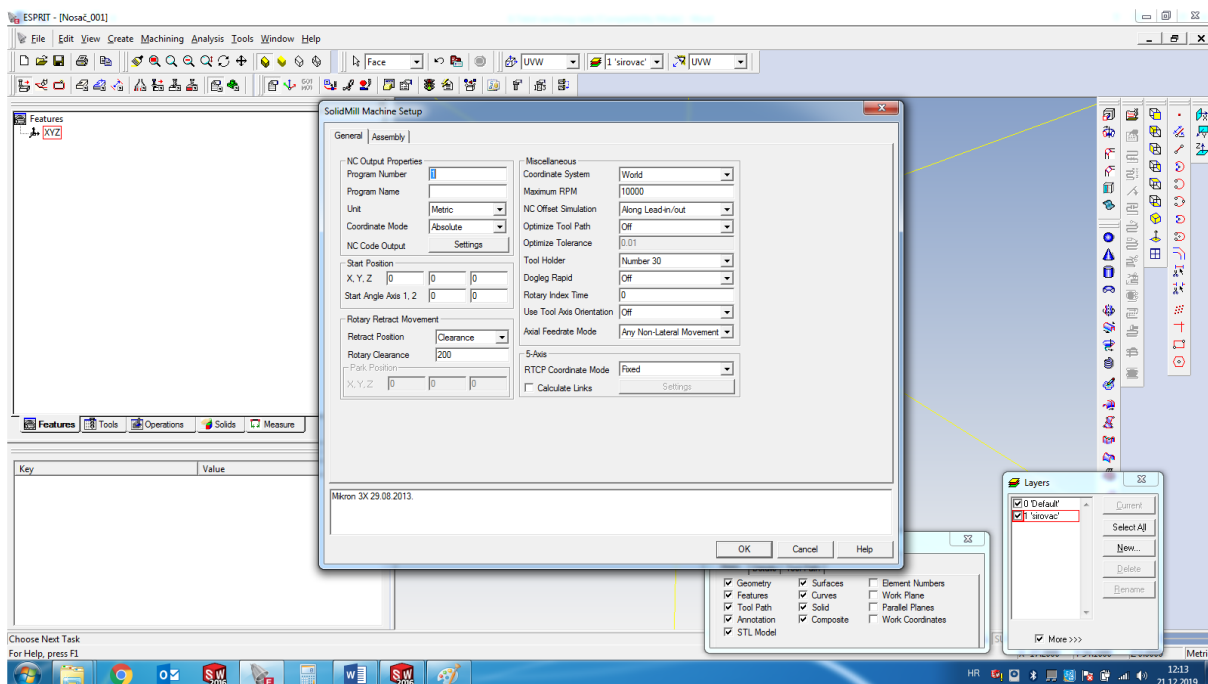 ESPRIT - [Nosač_001]
File Edit View Create Machining Analysis Tools Window Help
Face UVW 1 'sirovac' UVW
Features
XYZ
SolidMill Machine Setup
General Assembly
NC Output Properties
Program Number 1
Program Name
Unit Metric
Coordinate Mode Absolute
NC Code Output Settings
Start Position
X, Y, Z 0 0 0
Start Angle Axis 1, 2 0 0
Rotary Retract Movement
Retract Position Clearance
Rotary Clearance 200
Park Position
X, Y, Z 0 0 0
Miscellaneous
Coordinate System World
Maximum RPM 10000
NC Offset Simulation Along Lead-in/out
Optimize Tool Path Off
Optimize Tolerance 0.01
Tool Holder Number 30
Dogleg Rapid Off
Rotary Index Time 0
Use Tool Axis Orientation Off
Axial Feedrate Mode Any Non-Lateral Movement
5-Axis
RTCP Coordinate Mode Fixed
Calculate Links Settings
Mikron 3X 29.08.2013.
OK Cancel Help
Features Tools Operations Solids Measure
Key Value
Layers
0 'Default' Current
1 'sirovac'
Select All
New...
Delete
Rename
More >>>
Geometry Surfaces Element Numbers
Features Curves Work Plane
Tool Path Solid Parallel Planes
Annotation Composite Work Coordinates
STL Model
Choose Next Task
For Help, press F1
Metri
HR 12:13
21.12.2019